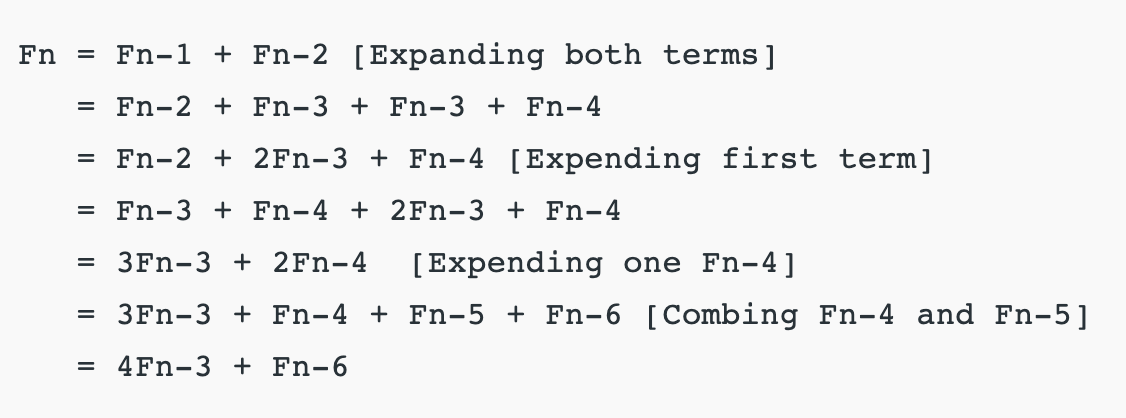 Fn = Fn-1 + Fn-2 [Expanding both terms]
= Fn-2 + Fn-3 + Fn-3 + Fn-4
= Fn-2 + 2Fn-3 + Fn-4 [Expending first term]
= Fn-3 + Fn-4 + 2Fn-3 + Fn-4
= 3Fn-3 + 2Fn-4 [Expending one Fn-4]
= 3Fn-3 + Fn-4 + Fn-5 + Fn-6 [Combing Fn-4 and Fn-5]
= 4Fn-3 + Fn-6